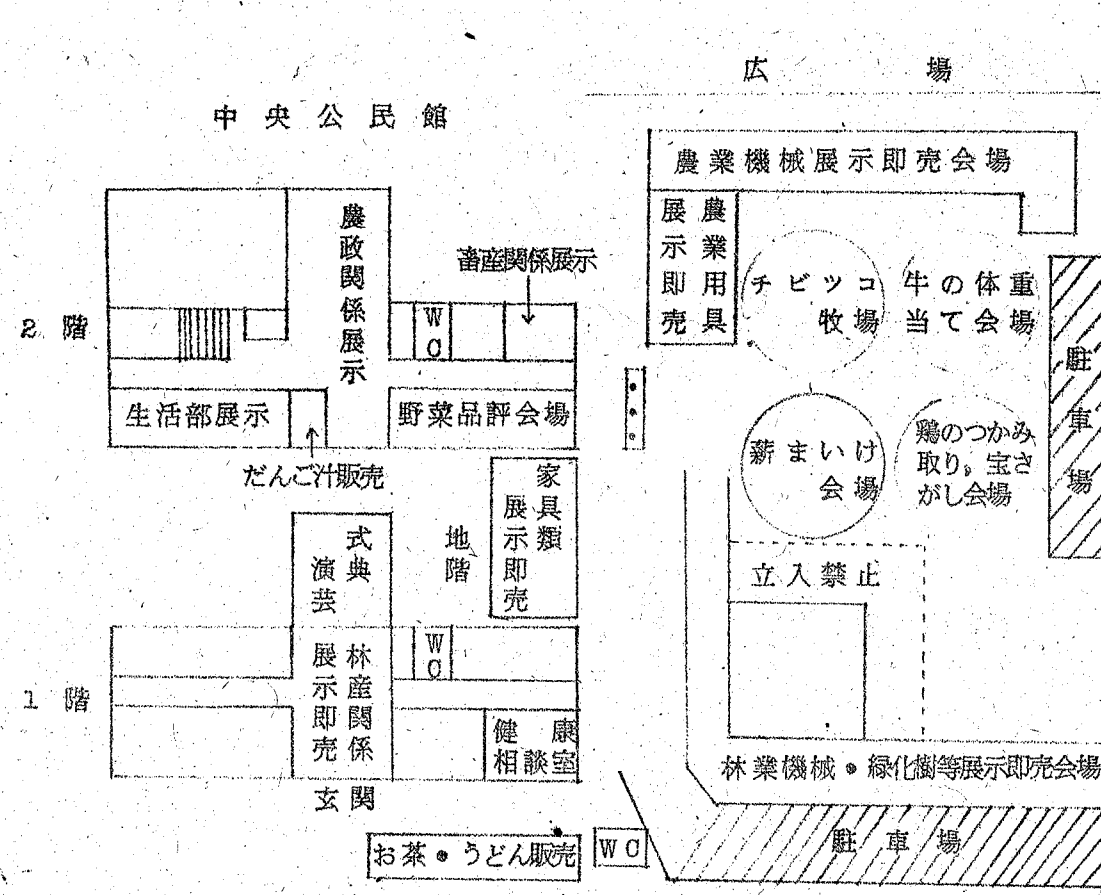 広場
中央公民館
農業機械展示即売会場
農業用具
展示即売
チビツコ
牧場
牛の体重
当て会場
駐車場
薪まいけ
会場
鶏のつかみ
取り。宝さ
がし会場
立入禁止
林業機械・緑化樹等展示即売会場
駐車場
2階
農政関係展示
畜産関係展示
WC
生活部展示
野菜品評会場
だんご汁販売
家具類
展示即売
地階
式典
演芸
1階
林産関係
展示即売
WC
健康
相談室
玄関
お茶・うどん販売
WC